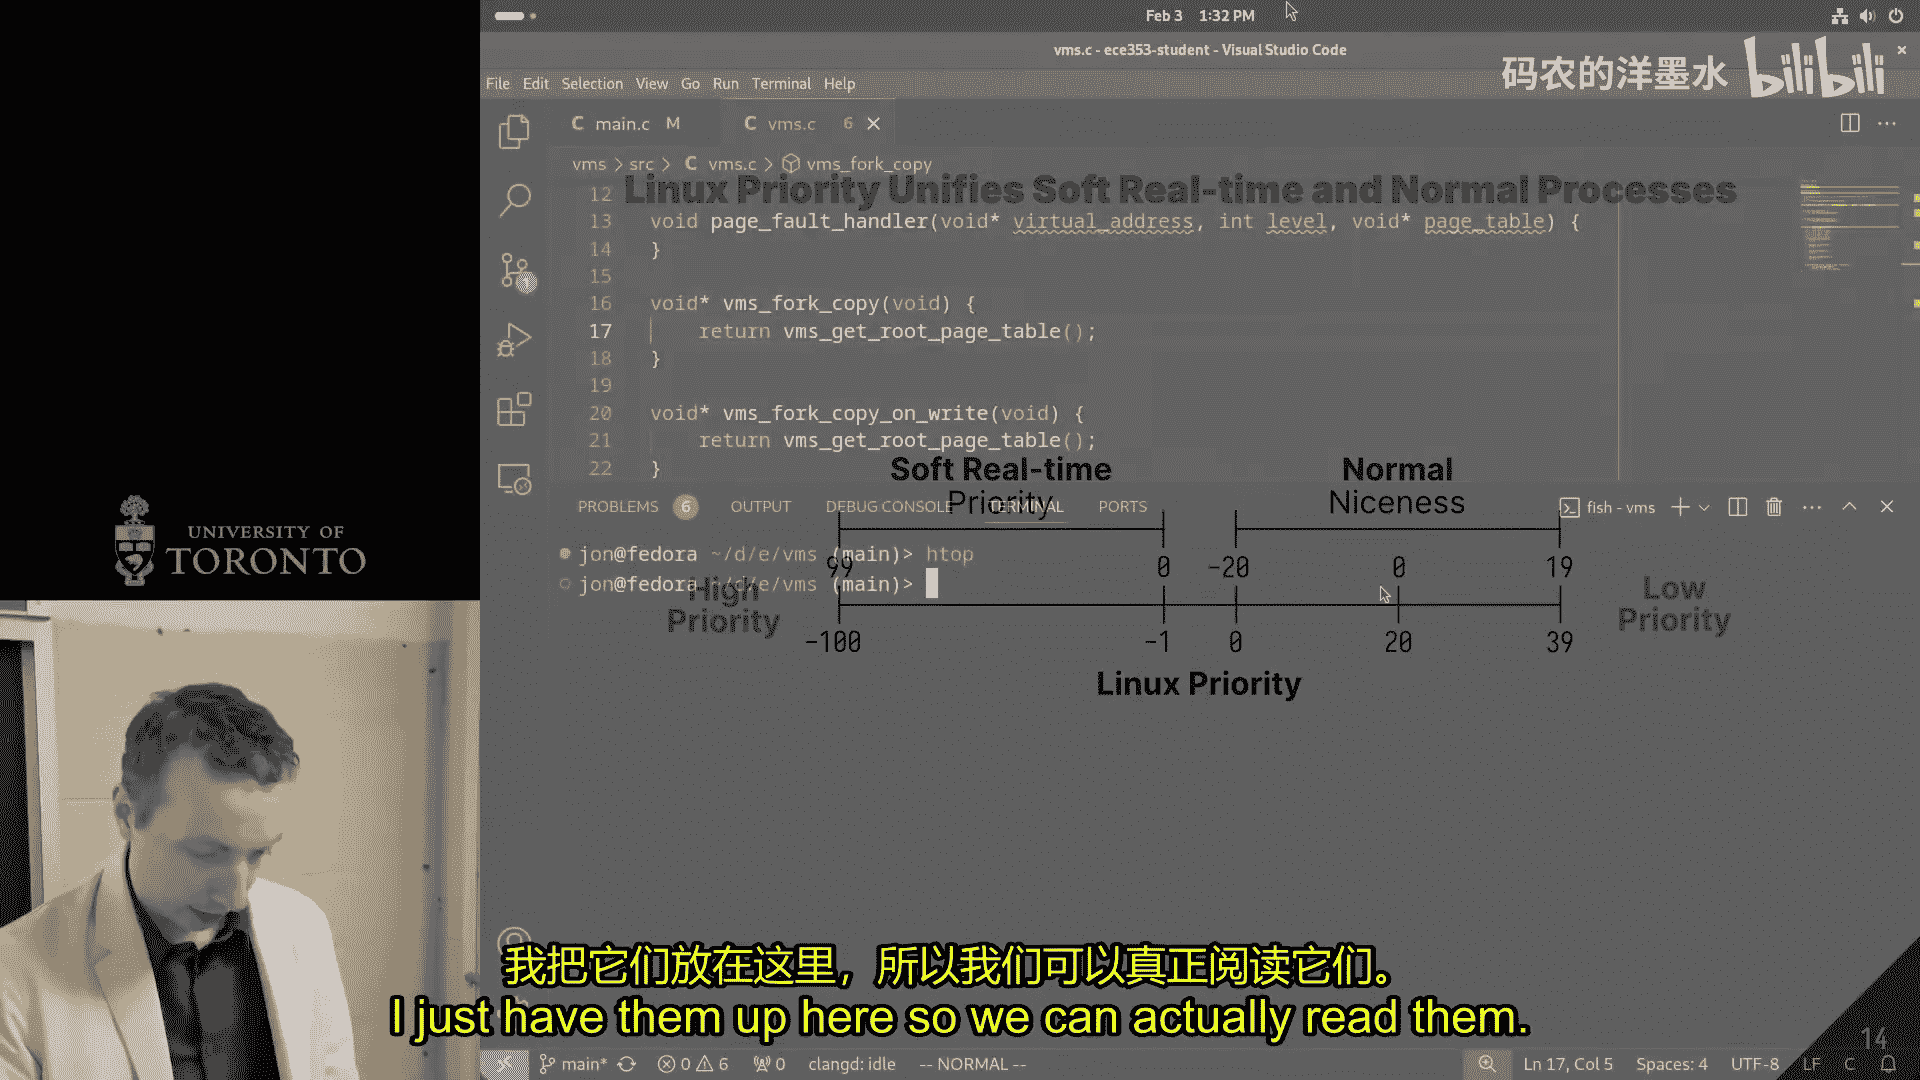 Feb 3 1:32 PM
vms.c - ece353-student - Visual Studio Code
码农的洋墨水 bilibili
File Edit Selection View Go Run Terminal Help
C main.c M C vms.c 6
vms > src > C vms.c > vms_fork_copy
Linux Priority Unifies Soft Real-time and Normal Processes
12
13 void page_fault_handler(void* virtual_address, int level, void* page_table) {
14 }
15
16 void* vms_fork_copy(void) {
17 return vms_get_root_page_table();
18 }
19
20 void* vms_fork_copy_on_write(void) {
21 return vms_get_root_page_table();
22 }
Soft Real-time
Priority
Normal
Niceness
PROBLEMS 6 OUTPUT DEBUG CONSOLE TERMINAL PORTS fish - vms
jon@fedora ~/d/e/vms (main)> htop
jon@fedora ~/d/e/vms (main)>
99 0 -20 0 19
High
Priority
Low
Priority
-100 -1 0 20 39
Linux Priority
UNIVERSITY OF
TORONTO
我把它们放在这里，所以我们可以真正阅读它们。
I just have them up here so we can actually read them.
14
main* 0 6 0 clangd: idle -- NORMAL -- Ln 17, Col 5 Spaces: 4 UTF-8 LF C